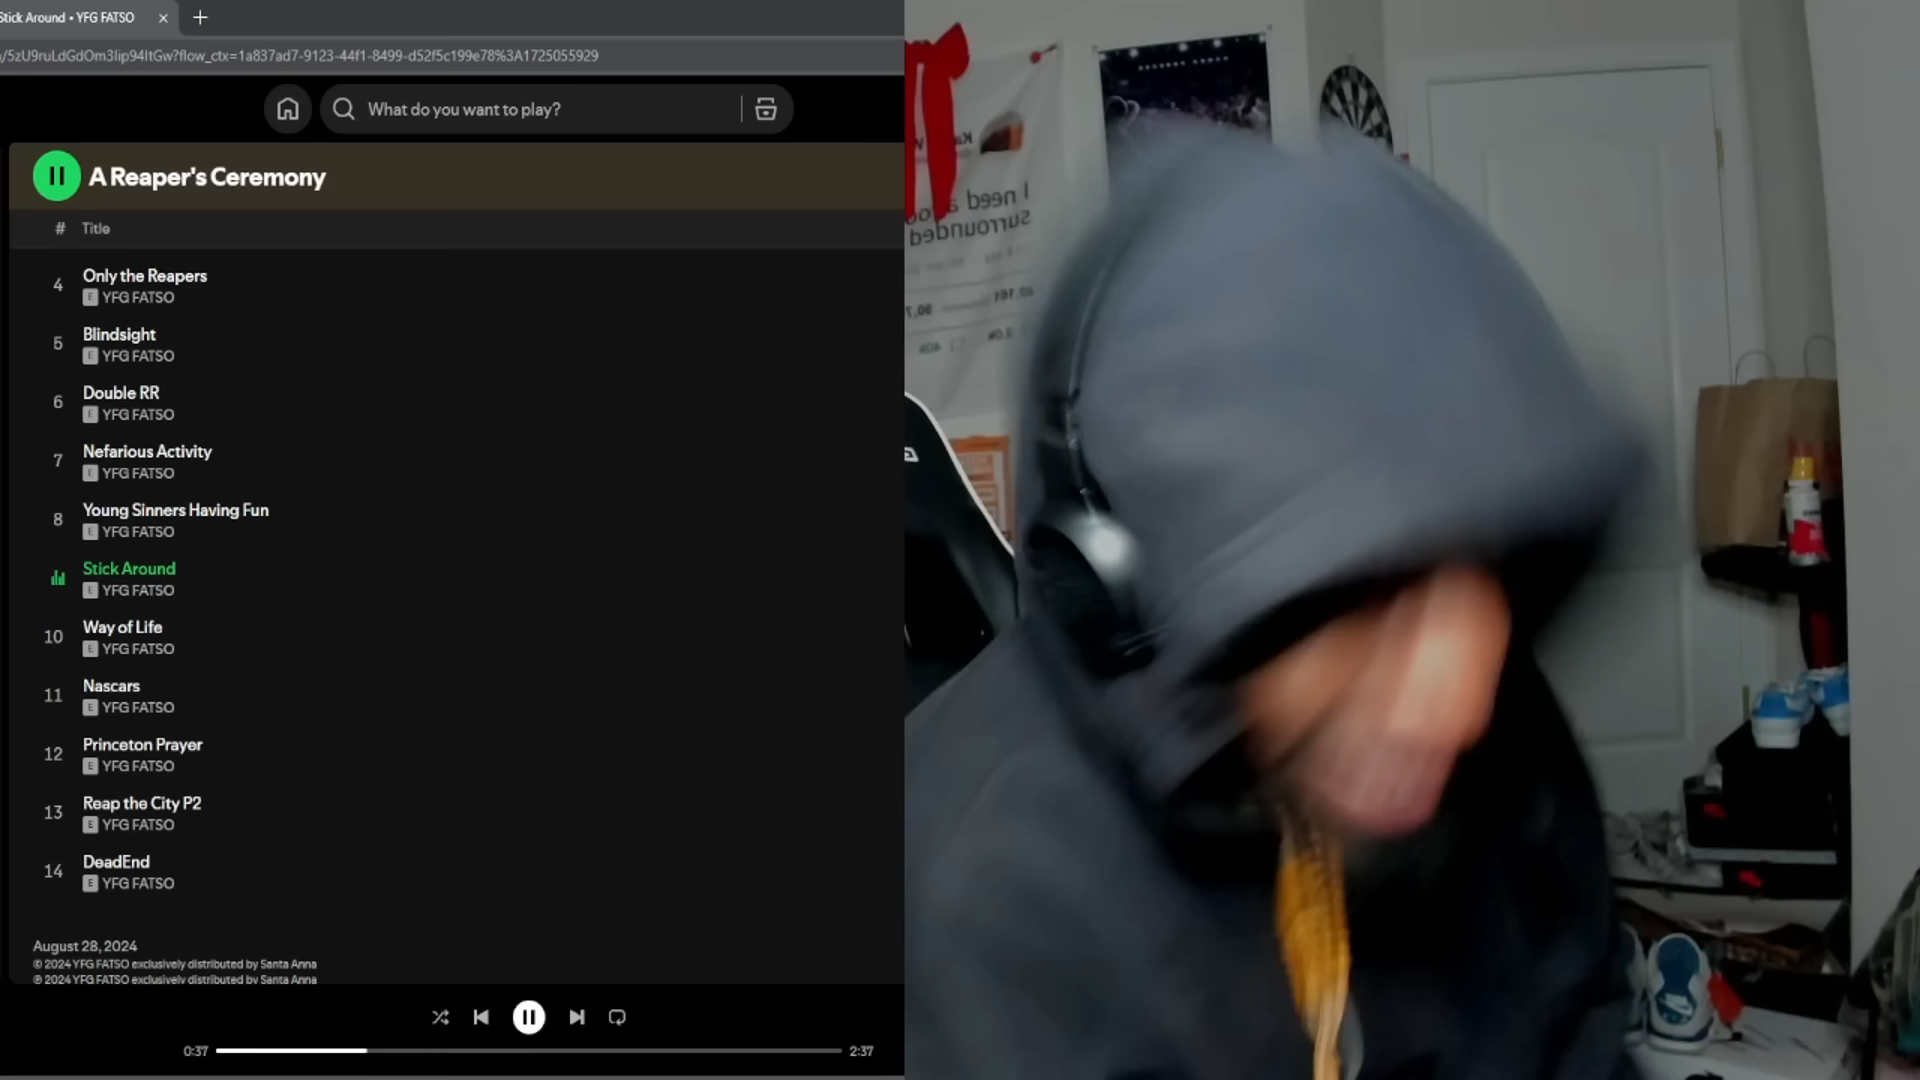 Stick Around • YFG FATSO
/5zU9ruLdGdOm3lip94ItGw?flow_ctx=1a837ad7-9123-44f1-8499-d52f5c199e78%3A1725055929
What do you want to play?
A Reaper's Ceremony
# Title
4 Only the Reapers
E YFG FATSO
5 Blindsight
E YFG FATSO
6 Double RR
E YFG FATSO
7 Nefarious Activity
E YFG FATSO
8 Young Sinners Having Fun
E YFG FATSO
Stick Around
E YFG FATSO
10 Way of Life
E YFG FATSO
11 Nascars
E YFG FATSO
12 Princeton Prayer
E YFG FATSO
13 Reap the City P2
E YFG FATSO
14 DeadEnd
E YFG FATSO
August 28, 2024
© 2024 YFG FATSO exclusively distributed by Santa Anna
℗ 2024 YFG FATSO exclusively distributed by Santa Anna
0:37
2:37
I need a
surrounded